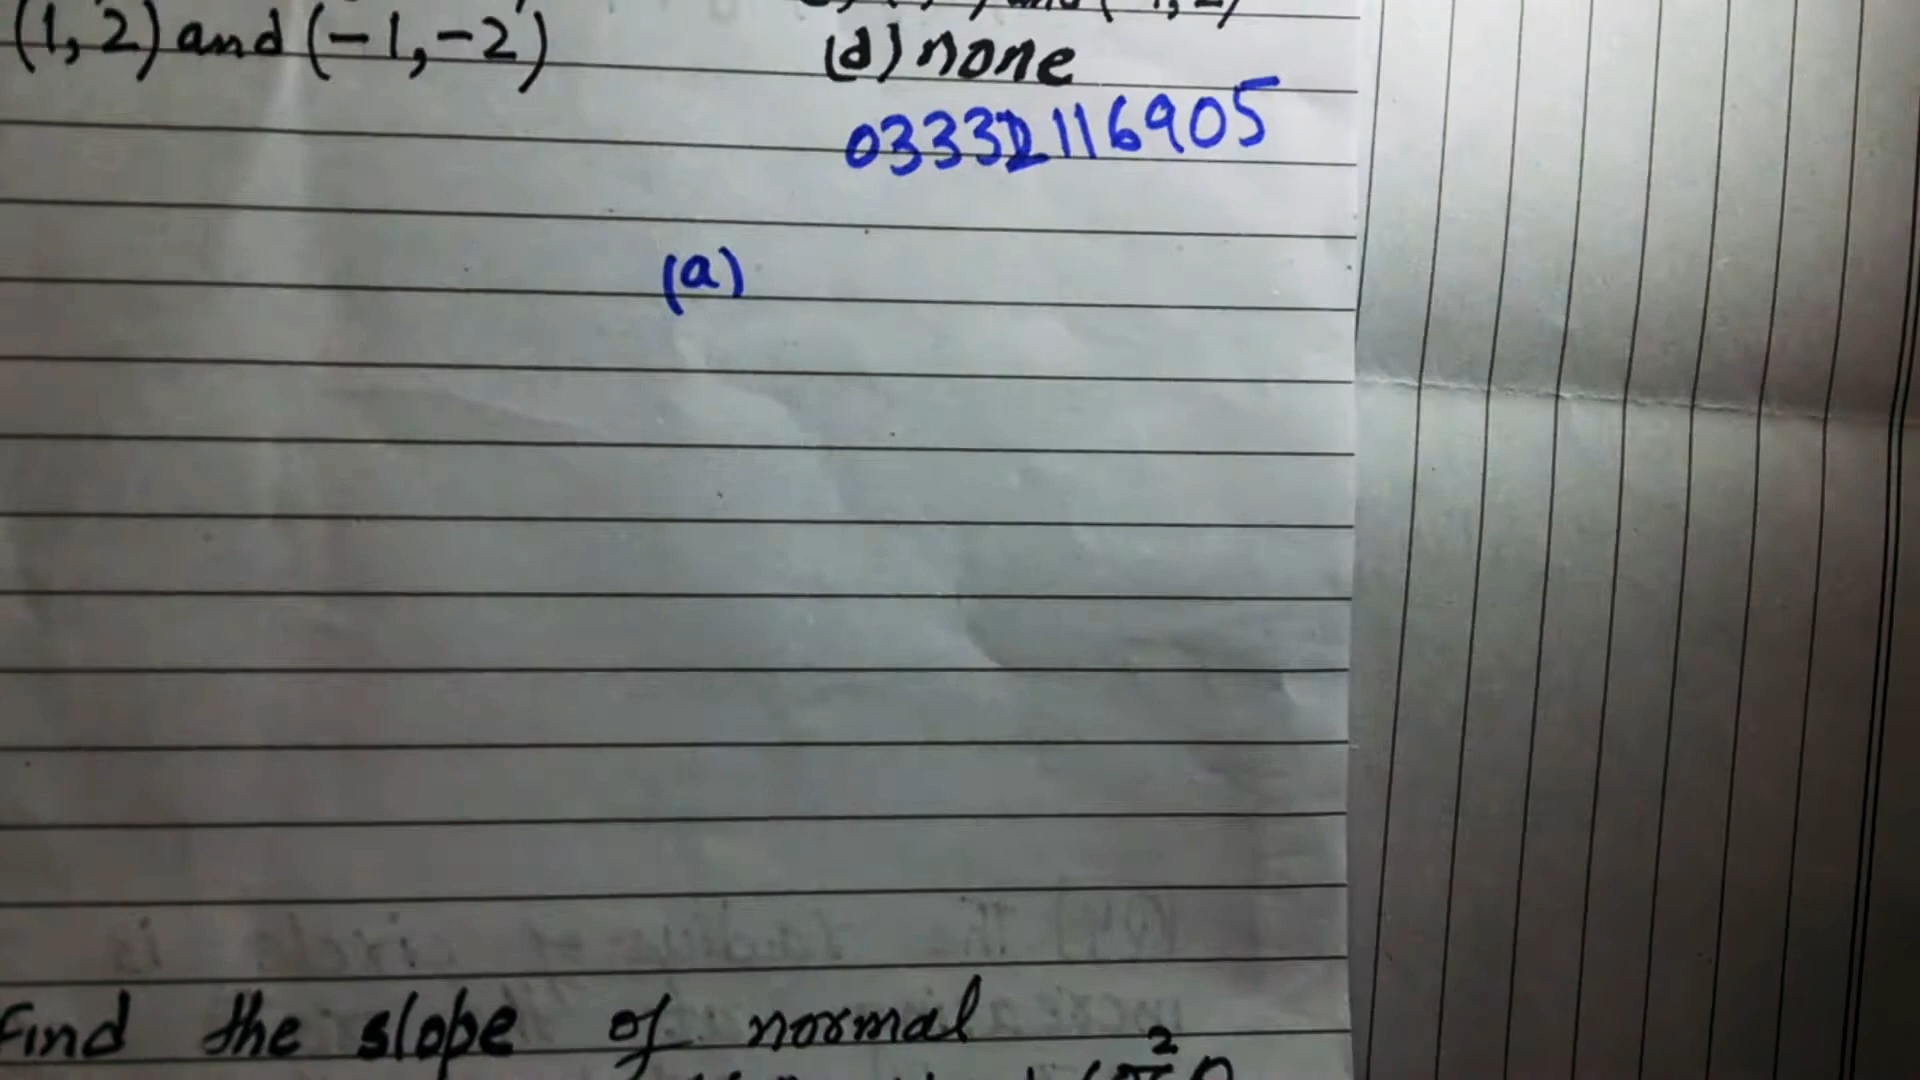 (1, 2) and (-1, -2)
(d) none
03332116905
(a)
Find the slope of normal